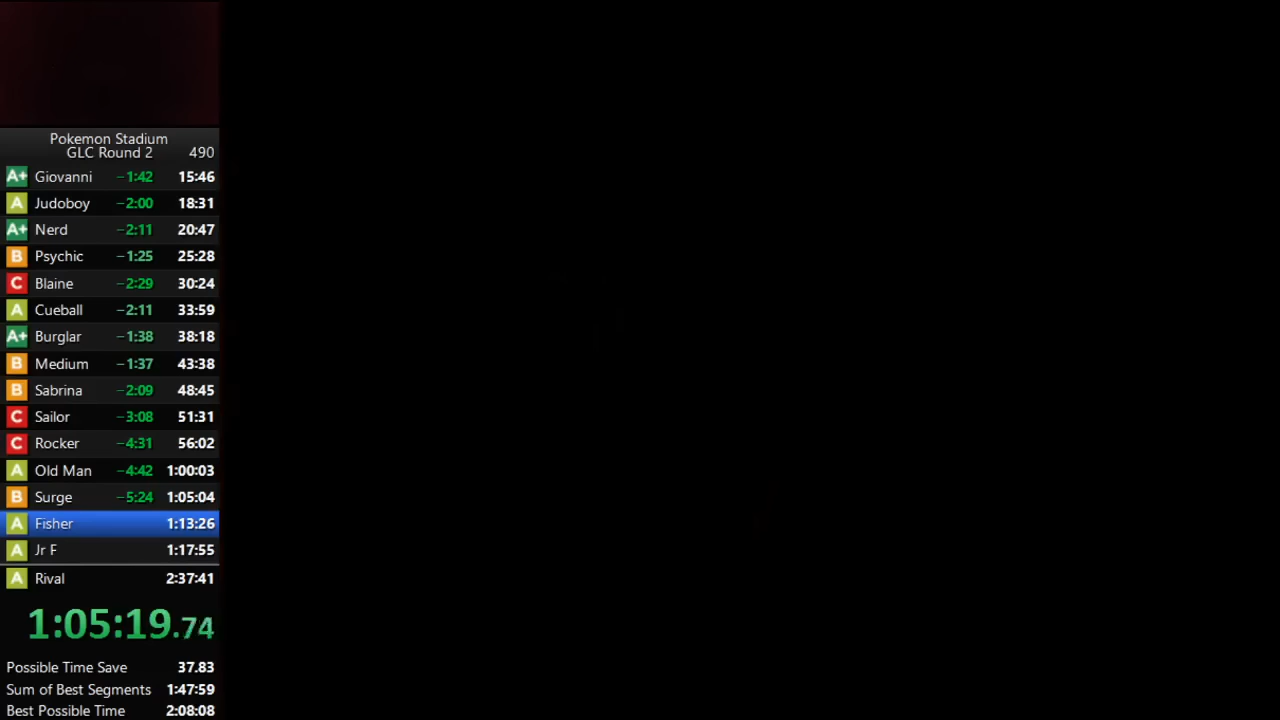 Pokemon Stadium
GLC Round 2 490
A+ Giovanni −1:42 15:46
A Judoboy −2:00 18:31
A+ Nerd −2:11 20:47
B Psychic −1:25 25:28
C Blaine −2:29 30:24
A Cueball −2:11 33:59
A+ Burglar −1:38 38:18
B Medium −1:37 43:38
B Sabrina −2:09 48:45
C Sailor −3:08 51:31
C Rocker −4:31 56:02
A Old Man −4:42 1:00:03
B Surge −5:24 1:05:04
A Fisher 1:13:26
A Jr F 1:17:55
A Rival 2:37:41
1:05:19.74
Possible Time Save 37.83
Sum of Best Segments 1:47:59
Best Possible Time 2:08:08